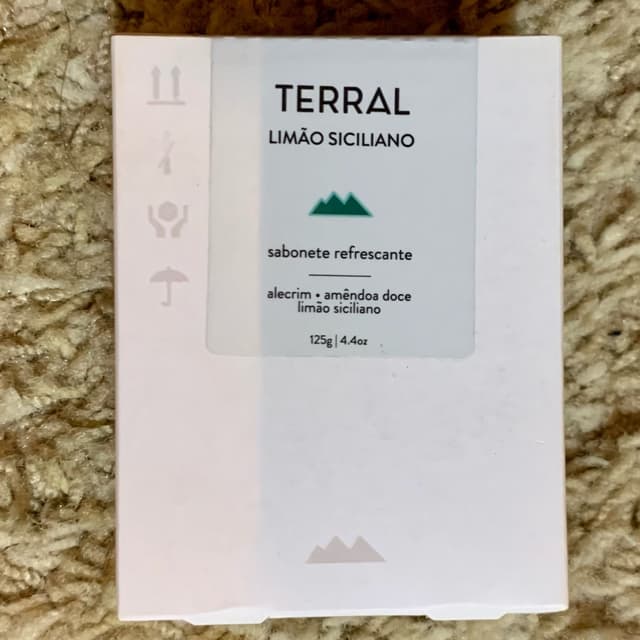 TERRAL
LIMÃO SICILIANO
sabonete refrescante
alecrim • amêndoa doce
limão siciliano
125g | 4.4oz